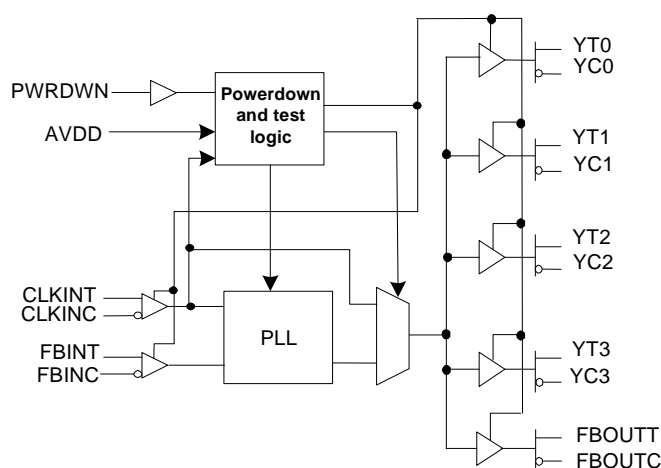 YT0
YC0
PWRDWN
Powerdown
and test
logic
AVDD
YT1
YC1
YT2
YC2
CLKINT
CLKINC
PLL
FBINT
FBINC
YT3
YC3
FBOUTT
FBOUTC